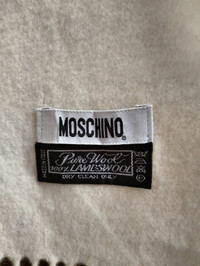 MOSCHINO®
Pure Wool
100% LAMBSWOOL
DRY CLEAN ONLY